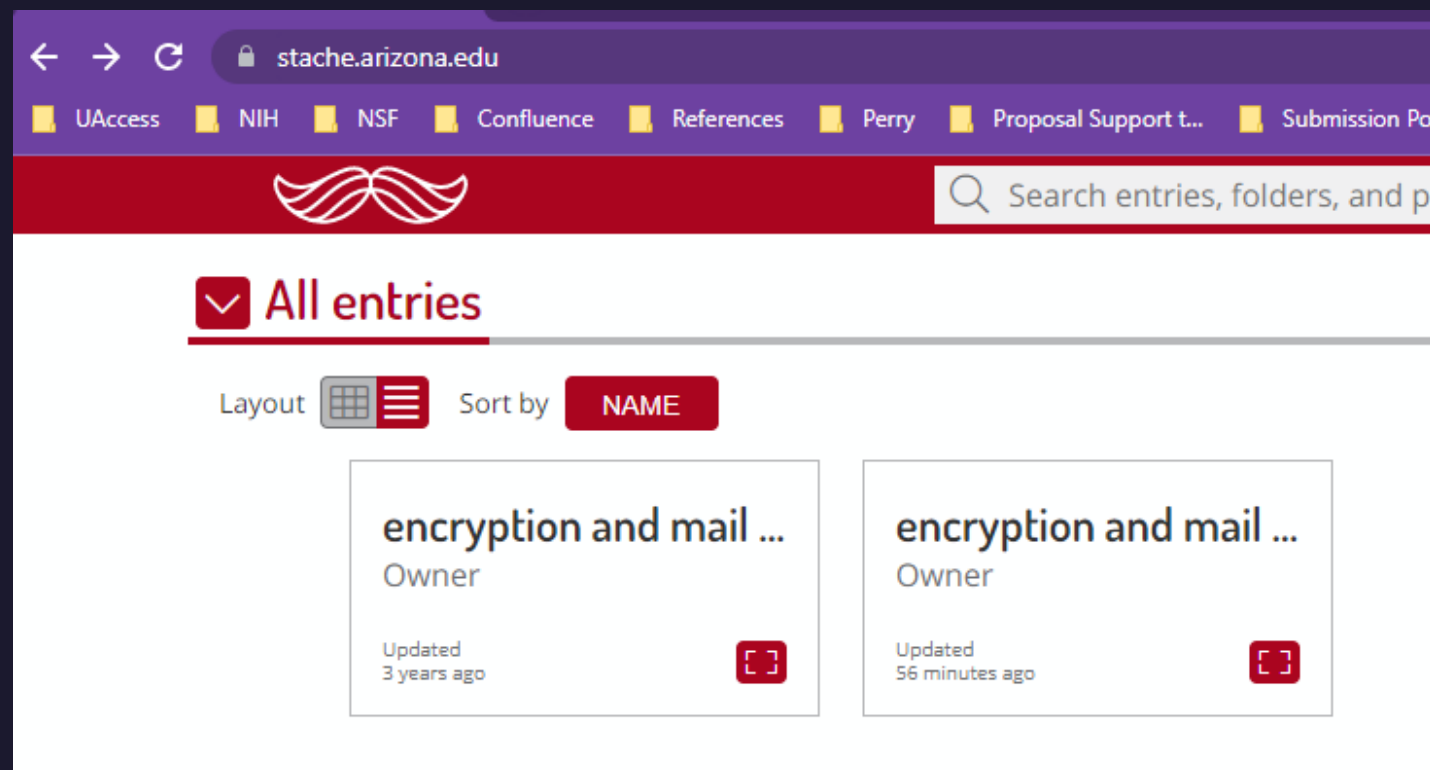 stache.arizona.edu
UAccess NIH NSF Confluence References Perry Proposal Support t... Submission Po
Search entries, folders, and p
All entries
Layout Sort by NAME
encryption and mail ... encryption and mail ...
Owner Owner
Updated Updated
3 years ago 56 minutes ago